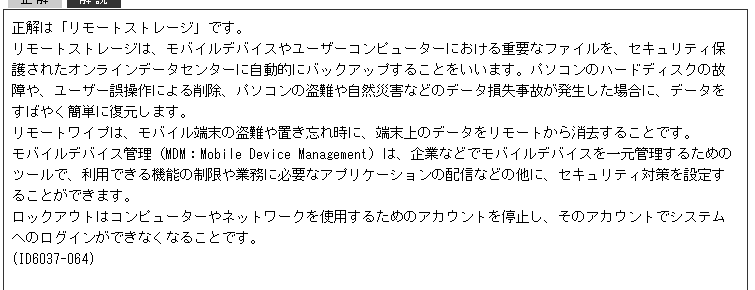 正解 解説
正解は「リモートストレージ」です。
リモートストレージは、モバイルデバイスやユーザーコンピューターにおける重要なファイルを、セキュリティ保
護されたオンラインデータセンターに自動的にバックアップすることをいいます。パソコンのハードディスクの故
障や、ユーザー誤操作による削除、パソコンの盗難や自然災害などのデータ損失事故が発生した場合に、データを
すばやく簡単に復元します。
リモートワイプは、モバイル端末の盗難や置き忘れ時に、端末上のデータをリモートから消去することです。
モバイルデバイス管理（MDM：Mobile Device Management）は、企業などでモバイルデバイスを一元管理するための
ツールで、利用できる機能の制限や業務に必要なアプリケーションの配信などの他に、セキュリティ対策を設定す
ることができます。
ロックアウトはコンピューターやネットワークを使用するためのアカウントを停止し、そのアカウントでシステム
へのログインができなくなることです。
(ID6037-064)